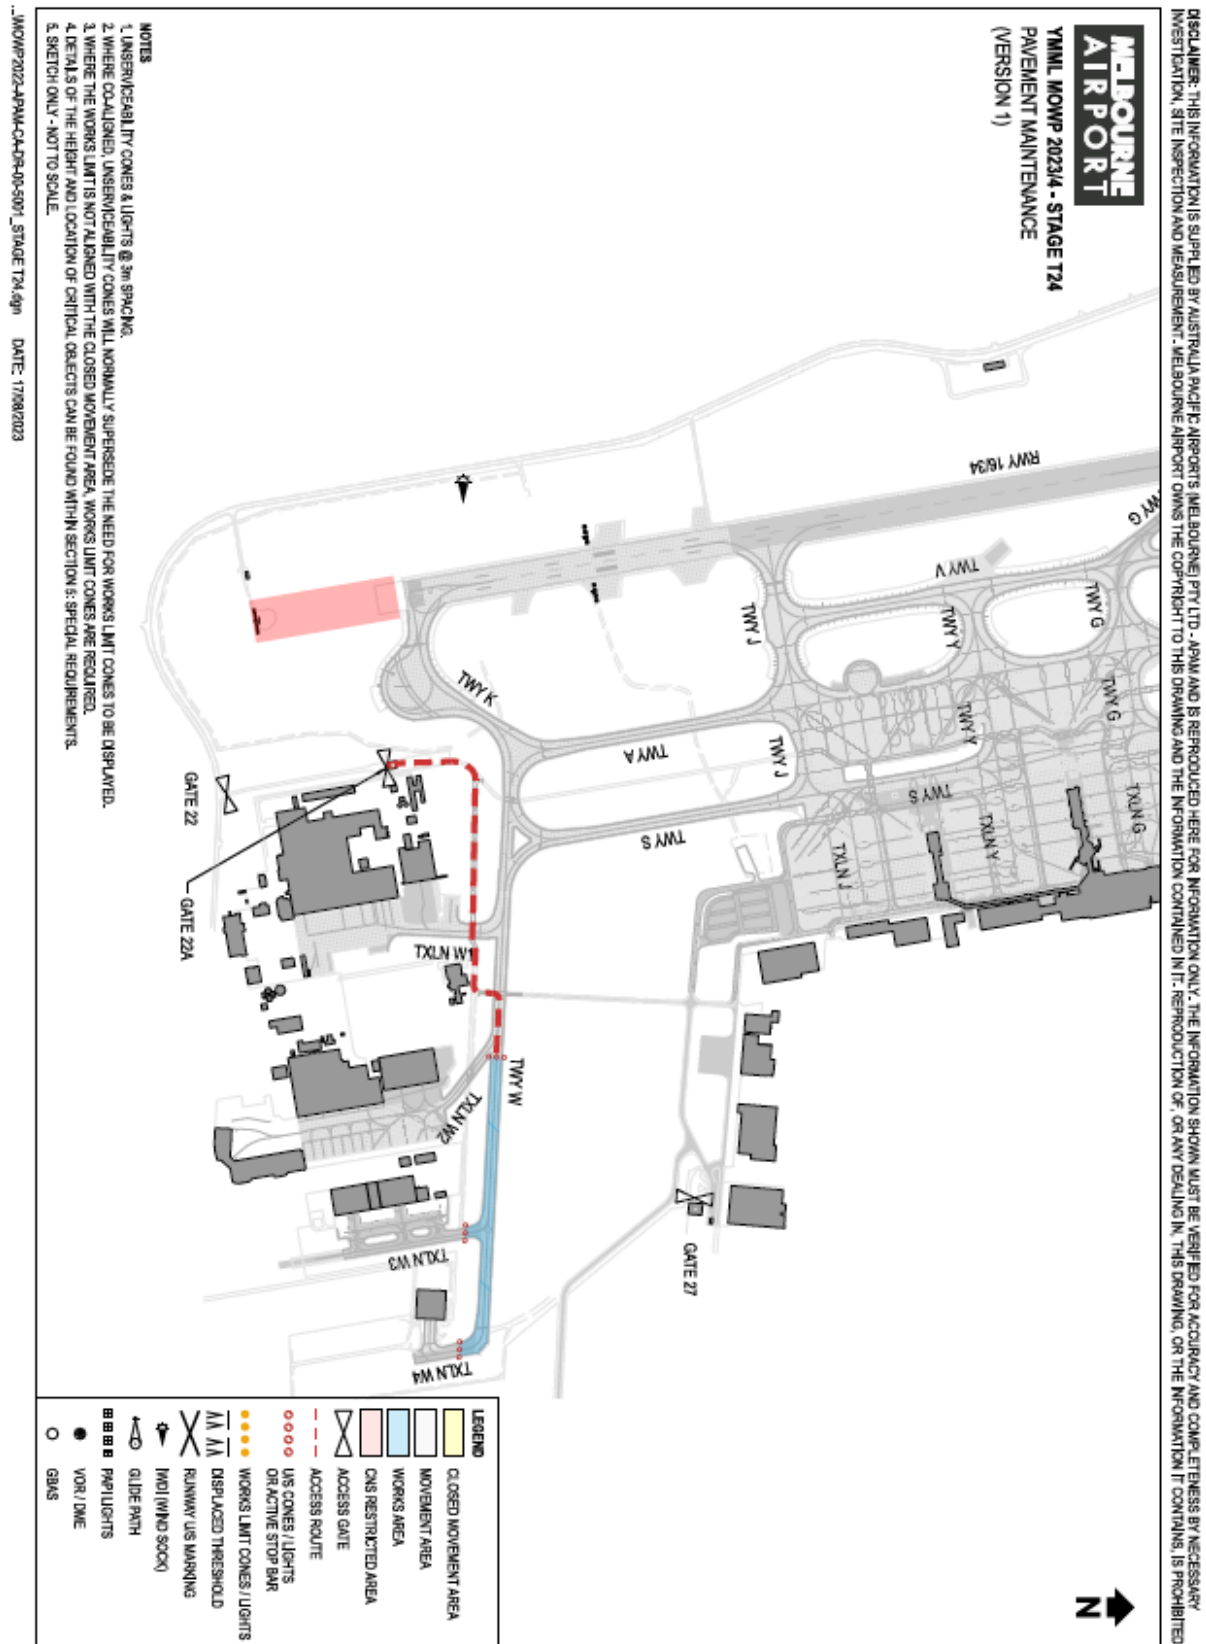 DISCLAIMER: THIS INFORMATION IS SUPPLIED BY AUSTRALIA PACIFIC AIRPORTS (MELBOURNE) PTY LTD - APAM AND IS REPRODUCED HERE FOR INFORMATION ONLY. THE INFORMATION SHOWN MUST BE VERIFIED FOR ACCURACY AND COMPLETENESS BY NECESSARY
INVESTIGATION, SITE INSPECTION AND MEASUREMENT. MELBOURNE AIRPORT OWNS THE COPYRIGHT TO THIS DRAWING AND THE INFORMATION CONTAINED IN IT. REPRODUCTION OF, OR ANY DEALING IN, THIS DRAWING, OR THE INFORMATION IT CONTAINS, IS PROHIBITED
MELBOURNE
AIRPORT
YMML MOWP 2023/4 - STAGE T24
PAVEMENT MAINTENANCE
(VERSION 1)
RWY 16/34
TWY G
TWY V
TWY G
TWY J
TWY Y
TWY G
TWY K
TWY Y
TWY A
TWY J
TWY S
TXLN G
TWY S
TXLN Y
TXLN J
GATE 22
GATE 22A
TXLN W1
TWY W
TXLN W2
TXLN W3
GATE 27
TXLN W4
N
NOTES
1. UNSERVICEABILITY CONES & LIGHTS @ 3m SPACING.
2. WHERE CO-ALIGNED, UNSERVICEABILITY CONES WILL NORMALLY SUPERSEDE THE NEED FOR WORKS LIMIT CONES TO BE DISPLAYED.
3. WHERE THE WORKS LIMIT IS NOT ALIGNED WITH THE CLOSED MOVEMENT AREA, WORKS LIMIT CONES ARE REQUIRED.
4. DETAILS OF THE HEIGHT AND LOCATION OF CRITICAL OBJECTS CAN BE FOUND WITHIN SECTION 5: SPECIAL REQUIREMENTS.
5. SKETCH ONLY - NOT TO SCALE.
LEGEND
CLOSED MOVEMENT AREA
MOVEMENT AREA
WORKS AREA
CNS RESTRICTED AREA
ACCESS GATE
ACCESS ROUTE
U/S CONES / LIGHTS
OR ACTIVE STOP BAR
WORKS LIMIT CONES / LIGHTS
DISPLACED THRESHOLD
RUNWAY U/S MARKING
IWDI (WIND SOCK)
GLIDE PATH
PAPI LIGHTS
VOR / DME
GBAS
...\MOWP2022-APAM-CA-DR-00-5001_STAGE T24.dgn DATE: 17/08/2023